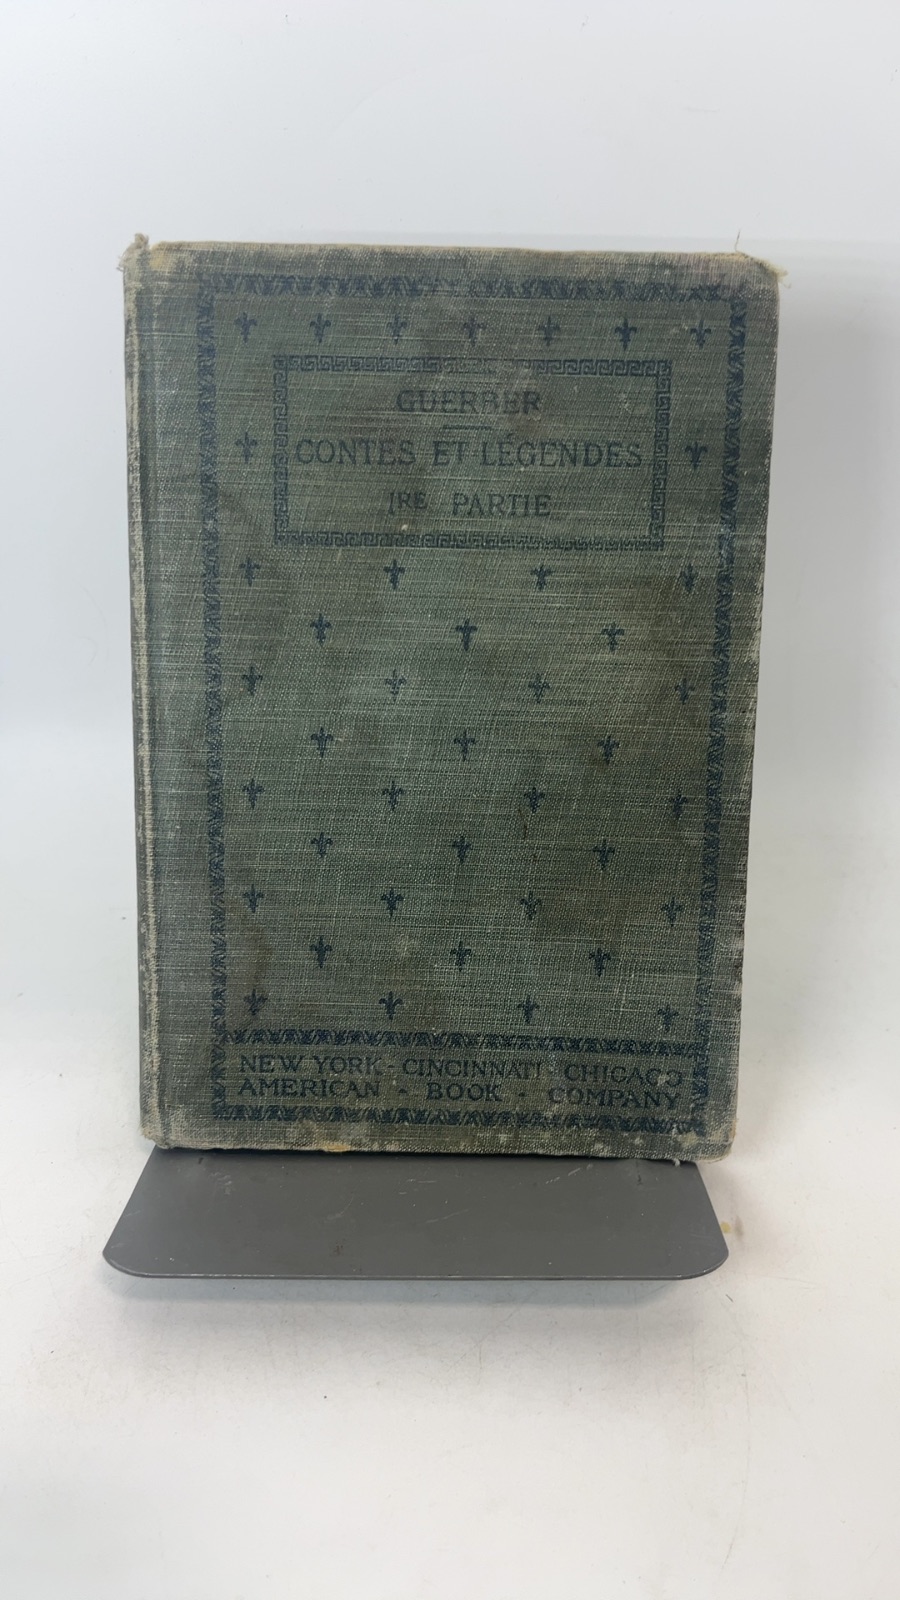 GUERBER
CONTES ET LÉGENDES
IRE PARTIE
NEW YORK - CINCINNATI - CHICAGO
AMERICAN - BOOK - COMPANY